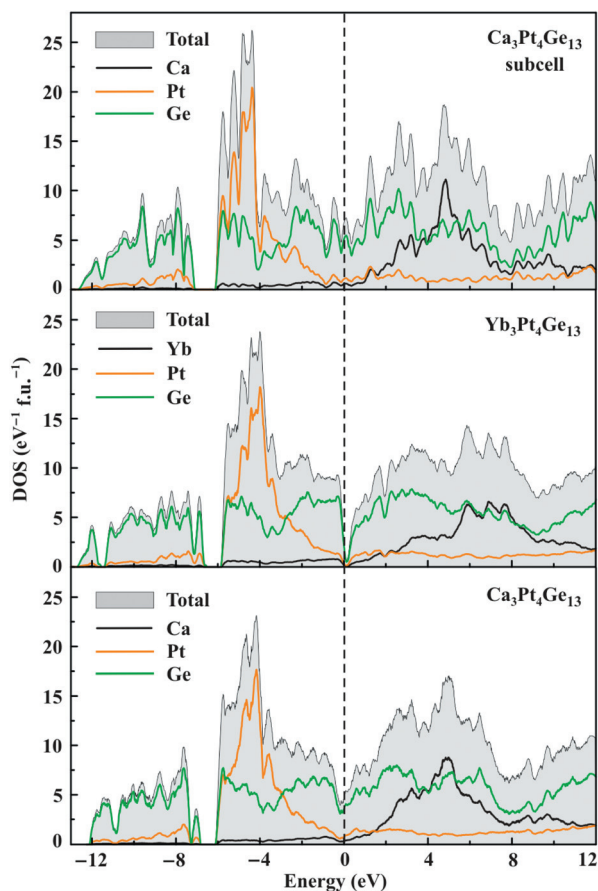 Total
Ca
Pt
Ge
Ca₃Pt₄Ge₁₃
subcell
25
20
15
10
5
0
Total
Yb
Pt
Ge
Yb₃Pt₄Ge₁₃
25
20
15
10
5
0
DOS (eV⁻¹ f.u.⁻¹)
Total
Ca
Pt
Ge
Ca₃Pt₄Ge₁₃
25
20
15
10
5
0
−12 −8 −4 0 4 8 12
Energy (eV)